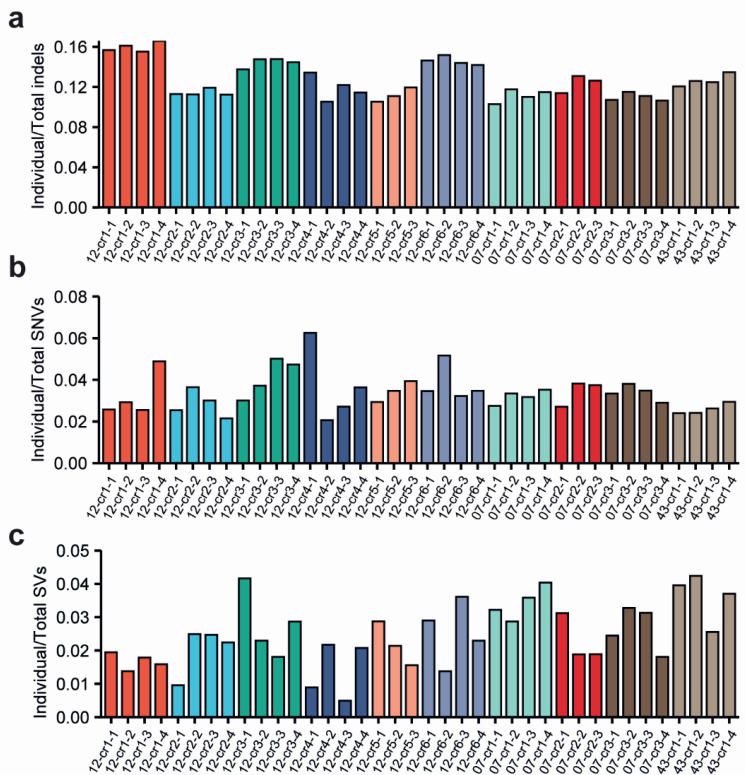 a
Individual/Total indels
0.16
0.12
0.08
0.04
0.00
12-cr1-1
12-cr1-2
12-cr1-3
12-cr1-4
12-cr2-1
12-cr2-2
12-cr2-3
12-cr2-4
12-cr3-1
12-cr3-2
12-cr3-3
12-cr3-4
12-cr4-1
12-cr4-2
12-cr4-3
12-cr4-4
12-cr5-1
12-cr5-2
12-cr5-3
12-cr6-1
12-cr6-2
12-cr6-3
12-cr6-4
07-cr1-1
07-cr1-2
07-cr1-3
07-cr1-4
07-cr2-1
07-cr2-2
07-cr2-3
07-cr3-1
07-cr3-2
07-cr3-3
07-cr3-4
43-cr1-1
43-cr1-2
43-cr1-3
43-cr1-4
b
Individual/Total SNVs
0.08
0.06
0.04
0.02
0.00
12-cr1-1
12-cr1-2
12-cr1-3
12-cr1-4
12-cr2-1
12-cr2-2
12-cr2-3
12-cr2-4
12-cr3-1
12-cr3-2
12-cr3-3
12-cr3-4
12-cr4-1
12-cr4-2
12-cr4-3
12-cr4-4
12-cr5-1
12-cr5-2
12-cr5-3
12-cr6-1
12-cr6-2
12-cr6-3
12-cr6-4
07-cr1-1
07-cr1-2
07-cr1-3
07-cr1-4
07-cr2-1
07-cr2-2
07-cr2-3
07-cr3-1
07-cr3-2
07-cr3-3
07-cr3-4
43-cr1-1
43-cr1-2
43-cr1-3
43-cr1-4
c
Individual/Total SVs
0.05
0.04
0.03
0.02
0.01
0.00
12-cr1-1
12-cr1-2
12-cr1-3
12-cr1-4
12-cr2-1
12-cr2-2
12-cr2-3
12-cr2-4
12-cr3-1
12-cr3-2
12-cr3-3
12-cr3-4
12-cr4-1
12-cr4-2
12-cr4-3
12-cr4-4
12-cr5-1
12-cr5-2
12-cr5-3
12-cr6-1
12-cr6-2
12-cr6-3
12-cr6-4
07-cr1-1
07-cr1-2
07-cr1-3
07-cr1-4
07-cr2-1
07-cr2-2
07-cr2-3
07-cr3-1
07-cr3-2
07-cr3-3
07-cr3-4
43-cr1-1
43-cr1-2
43-cr1-3
43-cr1-4